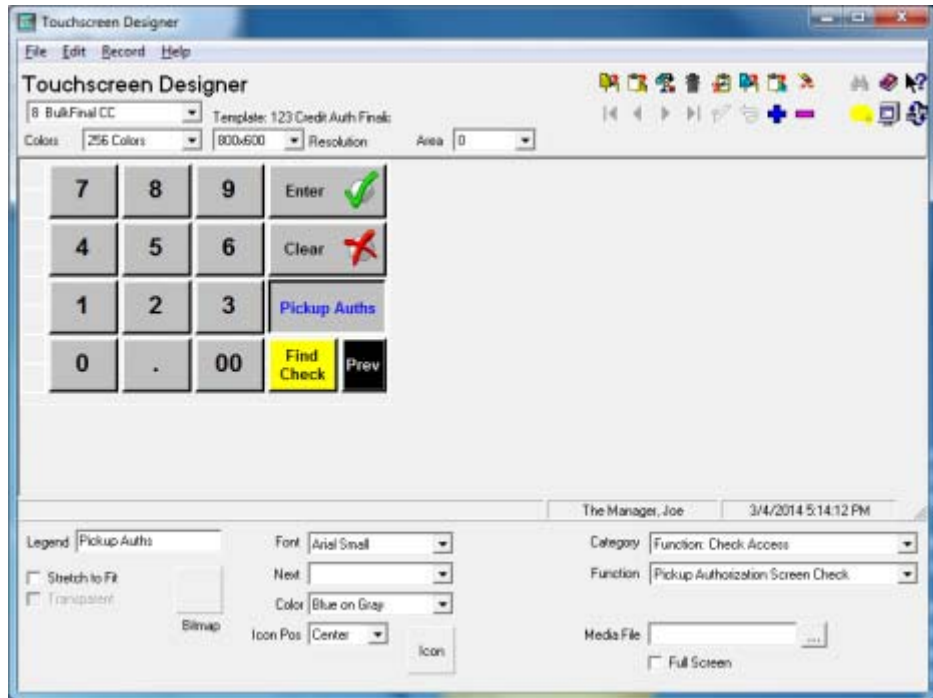 Touchscreen Designer
File Edit Record Help
Touchscreen Designer
8 BulkFinal CC
Template: 123 Credit Auth Finals
Colors 256 Colors 800x600 Resolution Area 0
7 8 9 Enter
4 5 6 Clear
1 2 3 Pickup Auths
0 . 00 Find Check Prev
The Manager, Joe 3/4/2014 5:14:12 PM
Legend Pickup Auths Font Arial Small Category Function: Check Access
Stretch to Fit Next Function Pickup Authorization Screen Check
Transparent Color Blue on Gray
Bitmap Icon Pos Center Icon Media File ...
Full Screen